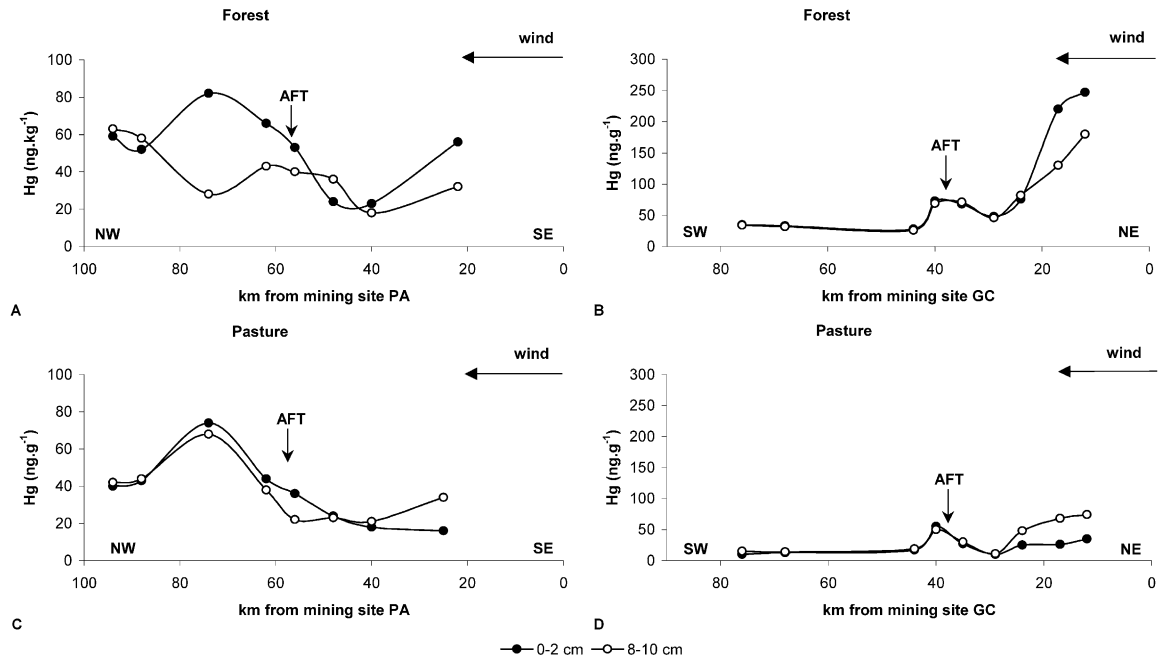 Forest
wind
100
80
60
40
20
0
Hg (ng.kg⁻¹)
AFT
NW
SE
100 80 60 40 20 0
km from mining site PA
A
Forest
wind
300
250
200
150
100
50
0
Hg (ng.g⁻¹)
AFT
SW
NE
80 60 40 20 0
km from mining site GC
B
Pasture
wind
100
80
60
40
20
0
Hg (ng.g⁻¹)
AFT
NW
SE
100 80 60 40 20 0
km from mining site PA
C
Pasture
wind
300
250
200
150
100
50
0
Hg (ng.g⁻¹)
AFT
SW
NE
80 60 40 20 0
km from mining site GC
D
0-2 cm 8-10 cm